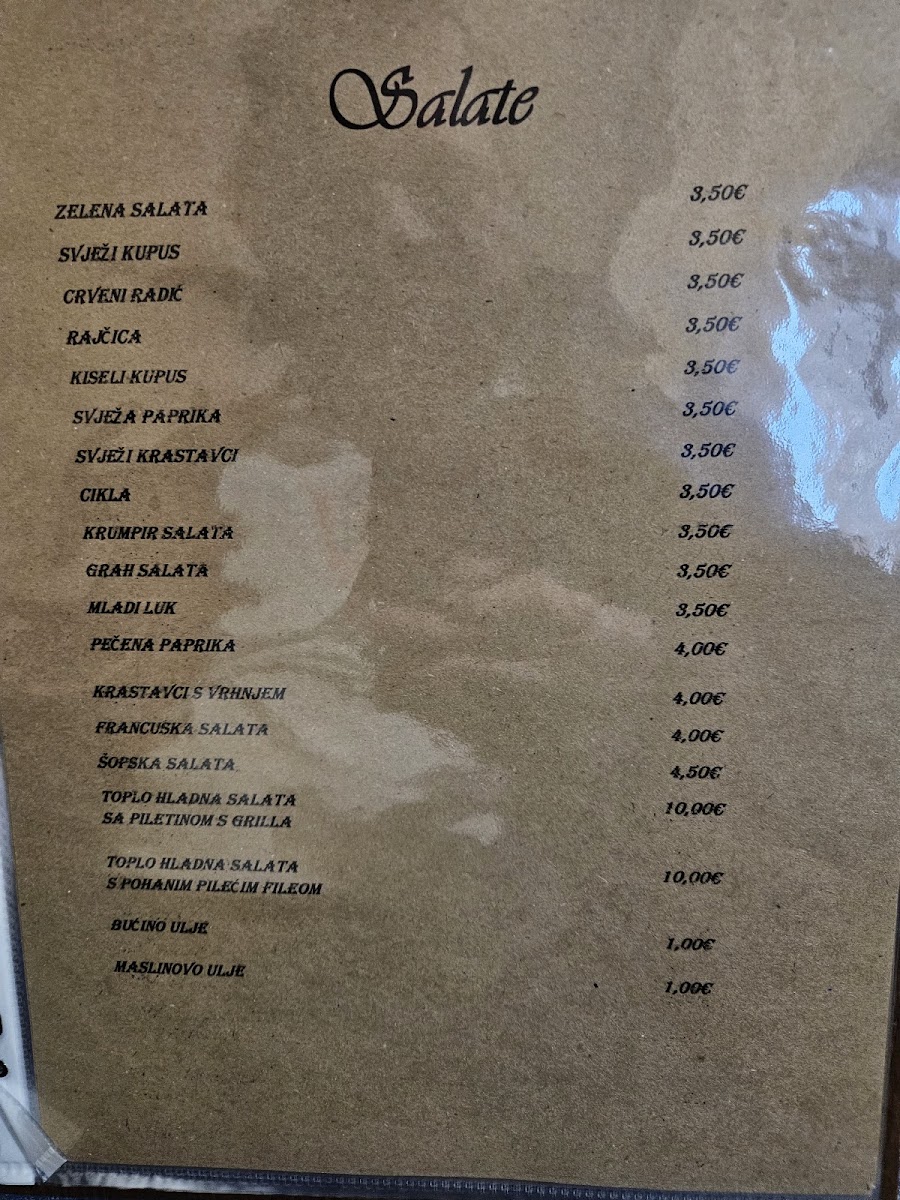 Salate
ZELENA SALATA 3,50€
SVJEŽI KUPUS 3,50€
CRVENI RADIĆ 3,50€
RAJČICA 3,50€
KISELI KUPUS 3,50€
SVJEŽA PAPRIKA 3,50€
SVJEŽI KRASTAVCI 3,50€
CIKLA 3,50€
KRUMPIR SALATA 3,50€
GRAH SALATA 3,50€
MLADI LUK 3,50€
PEČENA PAPRIKA 4,00€
KRASTAVCI S VRHNJEM 4,00€
FRANCUSKA SALATA 4,00€
ŠOPSKA SALATA 4,50€
TOPLO HLADNA SALATA 10,00€
SA PILETINOM S GRILLA
TOPLO HLADNA SALATA
S POHANIM PILEĆIM FILEOM 10,00€
BUĆINO ULJE 1,00€
MASLINOVO ULJE 1,00€